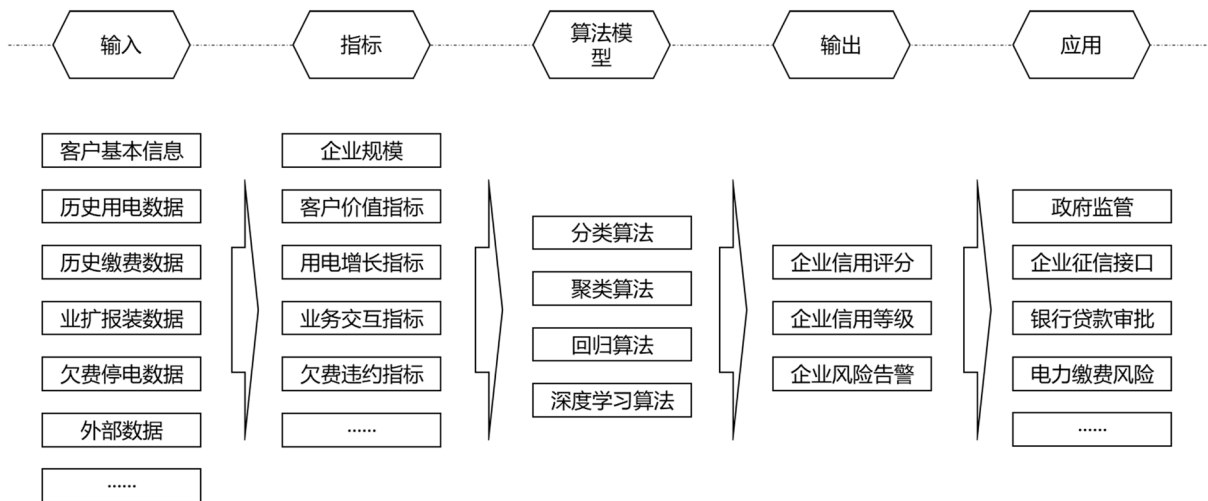 输入
指标
算法模
型
输出
应用
客户基本信息
历史用电数据
历史缴费数据
业扩报装数据
欠费停电数据
外部数据
······
企业规模
客户价值指标
用电增长指标
业务交互指标
欠费违约指标
······
分类算法
聚类算法
回归算法
深度学习算法
企业信用评分
企业信用等级
企业风险告警
政府监管
企业征信接口
银行贷款审批
电力缴费风险
······